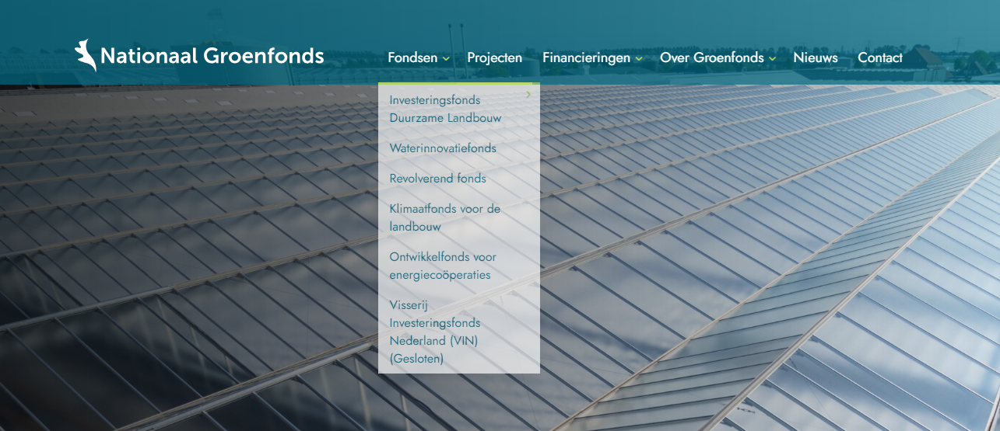 Nationaal Groenfonds
Fondsen
Projecten
Financieringen
Over Groenfonds
Nieuws
Contact
Investeringsfonds
Duurzame Landbouw
Waterinnovatiefonds
Revolverend fonds
Klimaatfonds voor de
landbouw
Ontwikkelfonds voor
energiecoöperaties
Visserij
Investeringsfonds
Nederland (VIN)
(Gesloten)